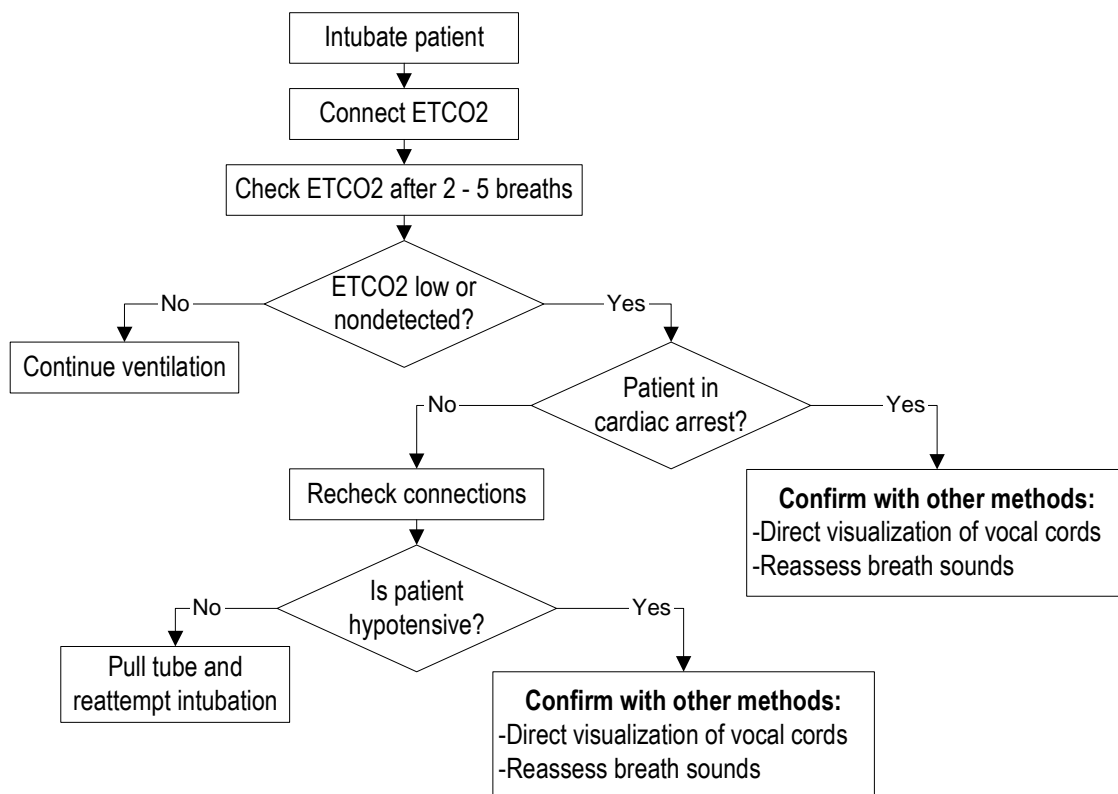 Intubate patient
Connect ETCO2
Check ETCO2 after 2 - 5 breaths
ETCO2 low or
nondetected?
No
Yes
Continue ventilation
Patient in
cardiac arrest?
No
Yes
Recheck connections
Confirm with other methods:
-Direct visualization of vocal cords
-Reassess breath sounds
Is patient
hypotensive?
No
Yes
Pull tube and
reattempt intubation
Confirm with other methods:
-Direct visualization of vocal cords
-Reassess breath sounds